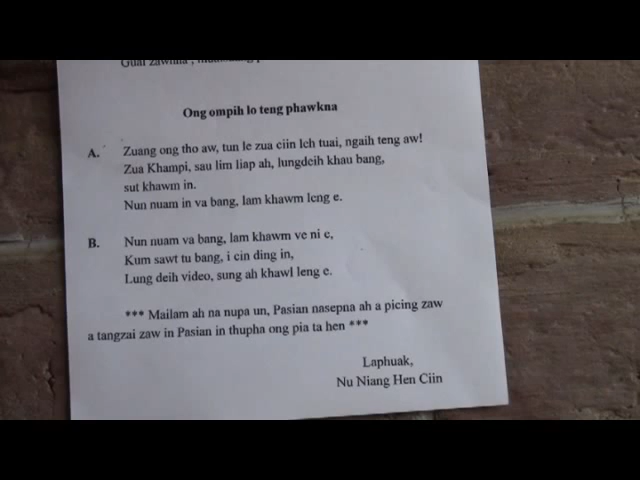 Ong ompih lo teng phawkna
A. Zuang ong tho aw, tun le zua ciin lch tuai, ngaih teng aw!
Zua Khampi, sau lim liap ah, lungdeih khau bang,
sut khawm in.
Nun nuam in va bang, lam khawm leng e.
B. Nun nuam va bang, lam khawm ve ni e,
Kum sawt tu bang, i cin ding in,
Lung deih video, sung ah khawl leng e.
*** Mailam ah na nupa un, Pasian nasepna ah a picing zaw
a tangzai zaw in Pasian in thupha ong pia ta hen ***
Laphuak,
Nu Niang Hen Ciin